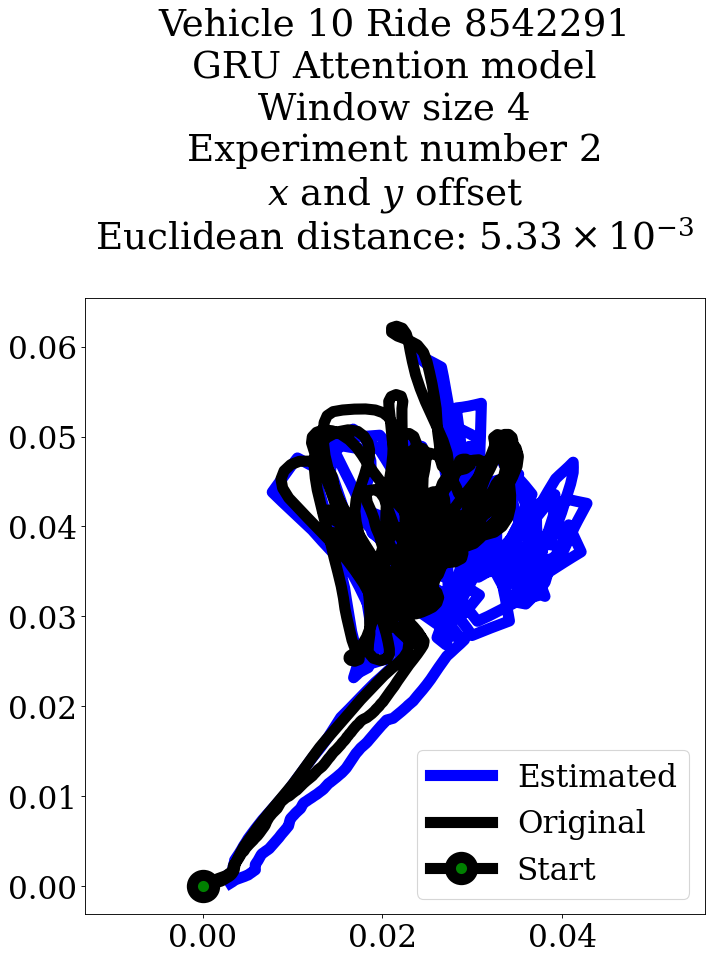 Vehicle 10 Ride 8542291
GRU Attention model
Window size 4
Experiment number 2
x and y offset
Euclidean distance: 5.33 × 10⁻³
0.06
0.05
0.04
0.03
0.02
0.01
0.00
0.00 0.02 0.04
Estimated
Original
Start